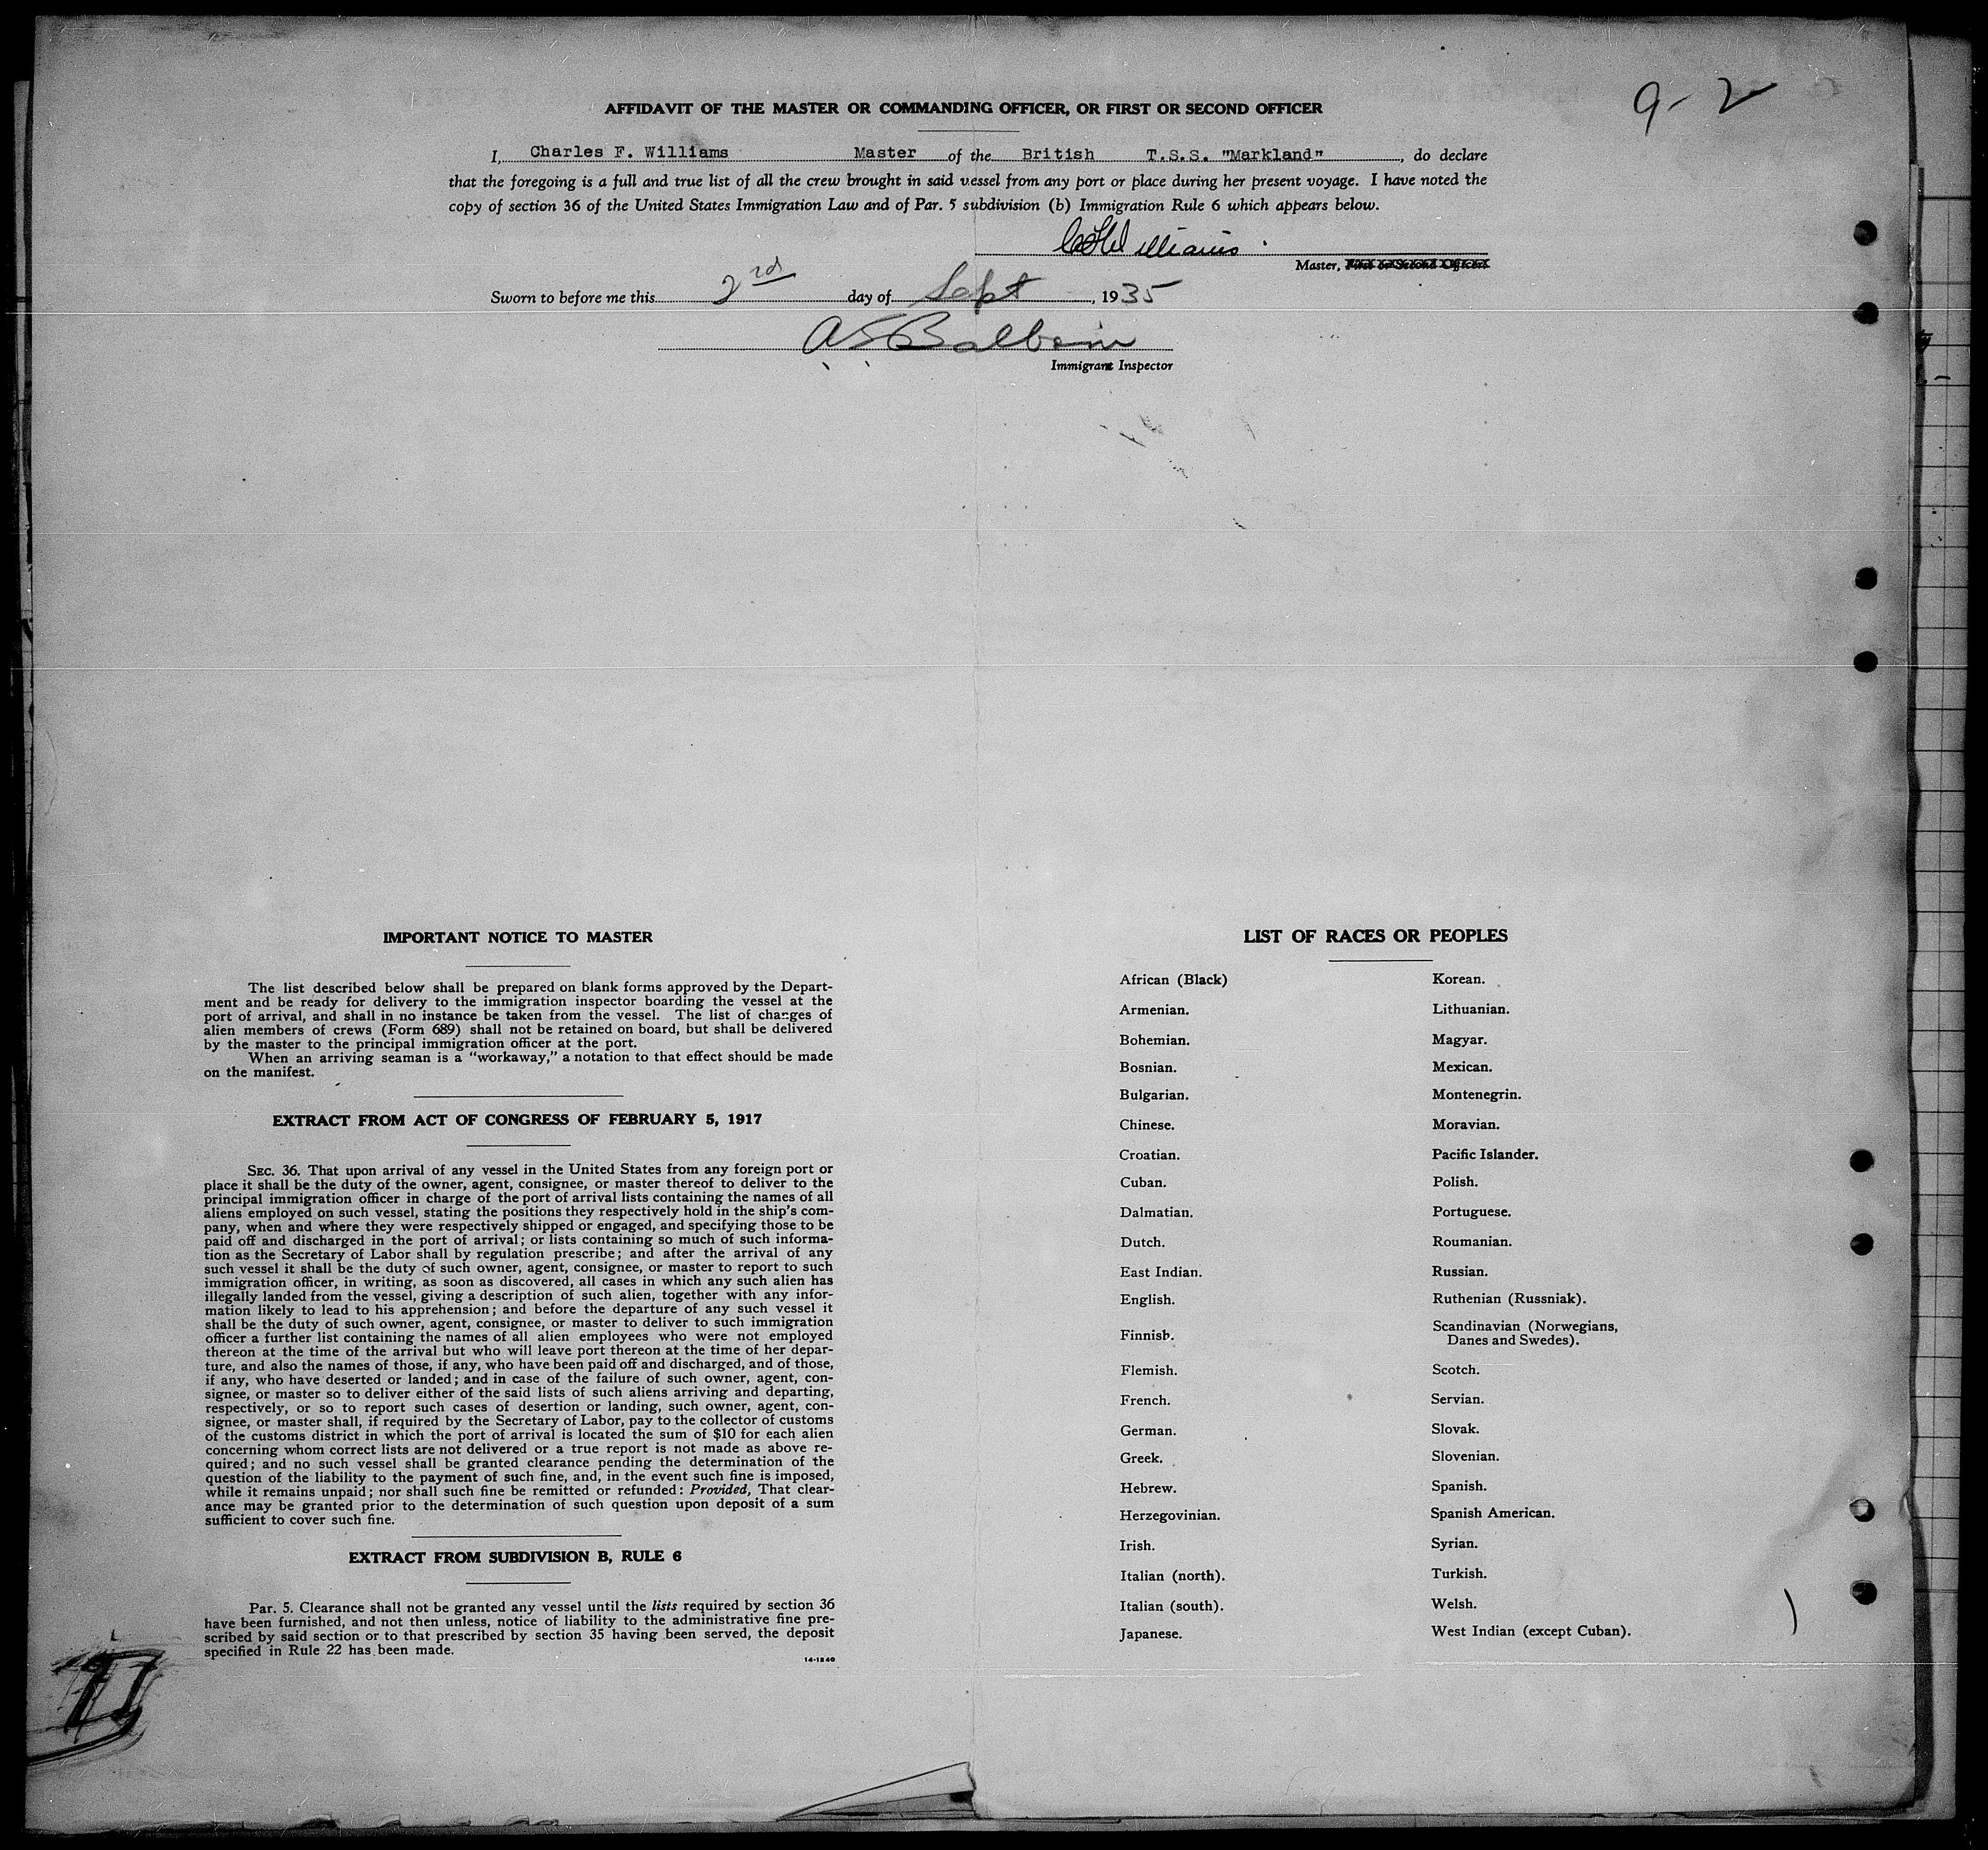 9-2
AFFIDAVIT OF THE MASTER OR COMMANDING OFFICER, OR FIRST OR SECOND OFFICER
I, Charles F. Williams Master of the British T.S.S. "Markland", do declare
that the foregoing is a full and true list of all the crew brought in said vessel from any port or place during her present voyage. I have noted the
copy of section 36 of the United States Immigration Law and of Par. 5 subdivision (b) Immigration Rule 6 which appears below.
C F Williams
Master, First or Second Officer
Sworn to before me this 2nd day of Sept, 1935
Immigrant Inspector
IMPORTANT NOTICE TO MASTER
The list described below shall be prepared on blank forms approved by the Depart-
ment and be ready for delivery to the immigration inspector boarding the vessel at the
port of arrival, and shall in no instance be taken from the vessel. The list of changes of
alien members of crews (Form 689) shall not be retained on board, but shall be delivered
by the master to the principal immigration officer at the port.
When an arriving seaman is a "workaway," a notation to that effect should be made
on the manifest.
EXTRACT FROM ACT OF CONGRESS OF FEBRUARY 5, 1917
SEC. 36. That upon arrival of any vessel in the United States from any foreign port or
place it shall be the duty of the owner, agent, consignee, or master thereof to deliver to the
principal immigration officer in charge of the port of arrival lists containing the names of all
aliens employed on such vessel, stating the positions they respectively hold in the ship's com-
pany, when and where they were respectively shipped or engaged, and specifying those to be
paid off and discharged in the port of arrival; or lists containing so much of such informa-
tion as the Secretary of Labor shall by regulation prescribe; and after the arrival of any
such vessel it shall be the duty of such owner, agent, consignee, or master to report to such
immigration officer, in writing, as soon as discovered, all cases in which any such alien has
illegally landed from the vessel, giving a description of such alien, together with any infor-
mation likely to lead to his apprehension; and before the departure of any such vessel it
shall be the duty of such owner, agent, consignee, or master to deliver to such immigration
officer a further list containing the names of all alien employees who were not employed
thereon at the time of the arrival but who will leave port thereon at the time of her depar-
ture, and also the names of those, if any, who have been paid off and discharged, and of those,
if any, who have deserted or landed; and in case of the failure of such owner, agent, con-
signee, or master so to deliver either of the said lists of such aliens arriving and departing,
respectively, or so to report such cases of desertion or landing, such owner, agent, con-
signee, or master shall, if required by the Secretary of Labor, pay to the collector of customs
of the customs district in which the port of arrival is located the sum of $10 for each alien
concerning whom correct lists are not delivered or a true report is not made as above re-
quired; and no such vessel shall be granted clearance pending the determination of the
question of the liability to the payment of such fine, and, in the event such fine is imposed,
while it remains unpaid; nor shall such fine be remitted or refunded: Provided, That clear-
ance may be granted prior to the determination of such question upon deposit of a sum
sufficient to cover such fine.
EXTRACT FROM SUBDIVISION B, RULE 6
Par. 5. Clearance shall not be granted any vessel until the lists required by section 36
have been furnished, and not then unless, notice of liability to the administrative fine pre-
scribed by said section or to that prescribed by section 35 having been served, the deposit
specified in Rule 22 has been made.
14-1240
LIST OF RACES OR PEOPLES
African (Black)
Armenian.
Bohemian.
Bosnian.
Bulgarian.
Chinese.
Croatian.
Cuban.
Dalmatian.
Dutch.
East Indian.
English.
Finnish.
Flemish.
French.
German.
Greek.
Hebrew.
Herzegovinian.
Irish.
Italian (north).
Italian (south).
Japanese.
Korean.
Lithuanian.
Magyar.
Mexican.
Montenegrin.
Moravian.
Pacific Islander.
Polish.
Portuguese.
Roumanian.
Russian.
Ruthenian (Russniak).
Scandinavian (Norwegians,
Danes and Swedes).
Scotch.
Servian.
Slovak.
Slovenian.
Spanish.
Spanish American.
Syrian.
Turkish.
Welsh.
West Indian (except Cuban).